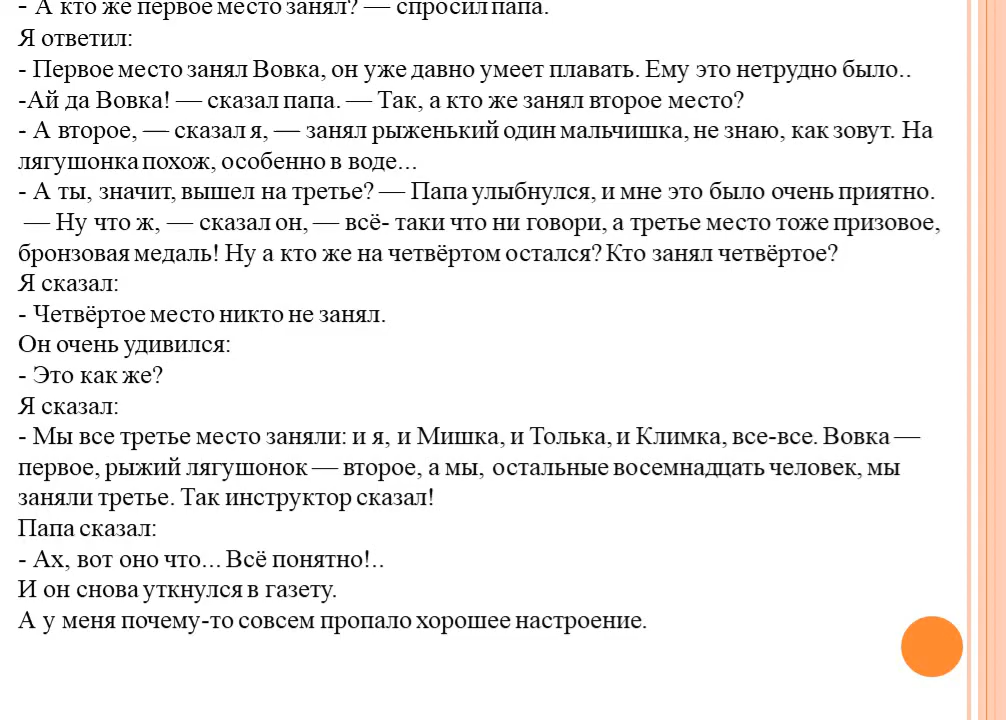 - А кто же первое место занял? — спросил папа.
Я ответил:
- Первое место занял Вовка, он уже давно умеет плавать. Ему это нетрудно было..
-Ай да Вовка! — сказал папа. — Так, а кто же занял второе место?
- А второе, — сказал я, — занял рыженький один мальчишка, не знаю, как зовут. На
лягушонка похож, особенно в воде...
- А ты, значит, вышел на третье? — Папа улыбнулся, и мне это было очень приятно.
— Ну что ж, — сказал он, — всё- таки что ни говори, а третье место тоже призовое,
бронзовая медаль! Ну а кто же на четвёртом остался? Кто занял четвёртое?
Я сказал:
- Четвёртое место никто не занял.
Он очень удивился:
- Это как же?
Я сказал:
- Мы все третье место заняли: и я, и Мишка, и Толька, и Климка, все-все. Вовка —
первое, рыжий лягушонок — второе, а мы, остальные восемнадцать человек, мы
заняли третье. Так инструктор сказал!
Папа сказал:
- Ах, вот оно что... Всё понятно!..
И он снова уткнулся в газету.
А у меня почему-то совсем пропало хорошее настроение.